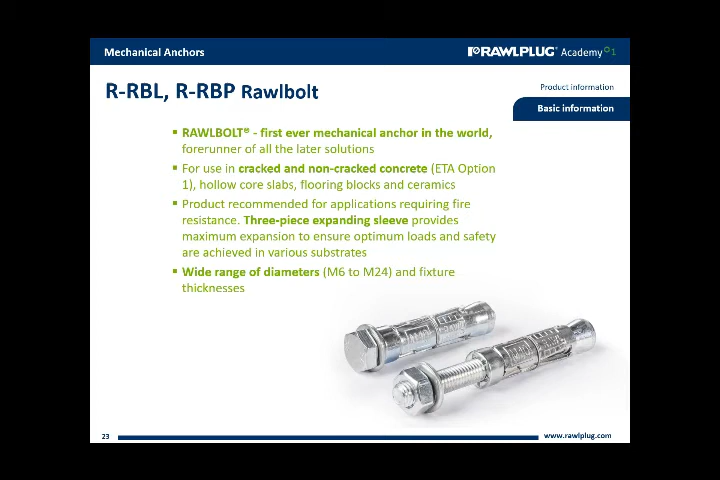 Mechanical Anchors
RAWLPLUG® Academy 1
R-RBL, R-RBP Rawlbolt
Product information
Basic information
▪ RAWLBOLT® - first ever mechanical anchor in the world,
forerunner of all the later solutions
▪ For use in cracked and non-cracked concrete (ETA Option
1), hollow core slabs, flooring blocks and ceramics
▪ Product recommended for applications requiring fire
resistance. Three-piece expanding sleeve provides
maximum expansion to ensure optimum loads and safety
are achieved in various substrates
▪ Wide range of diameters (M6 to M24) and fixture
thicknesses
23
www.rawlplug.com